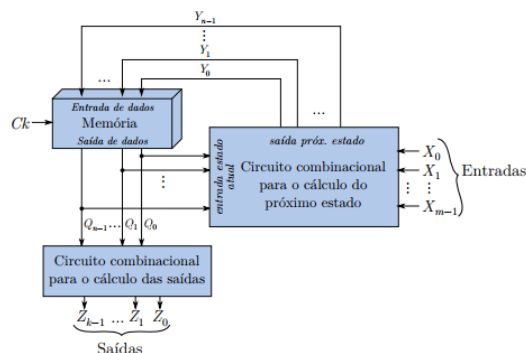 Yn-1
⋮
Y1
Y0
...
...
Entrada de dados
Memória
Saída de dados
Ck
saída próx. estado
entrada estado atual
Circuito combinacional
para o cálculo do
próximo estado
X0
X1
⋮ ⋮
Xm-1
Entradas
⋮
Qn-1 ... Q1 Q0
Circuito combinacional
para o cálculo das saídas
Zk-1 ... Z1 Z0
Saídas